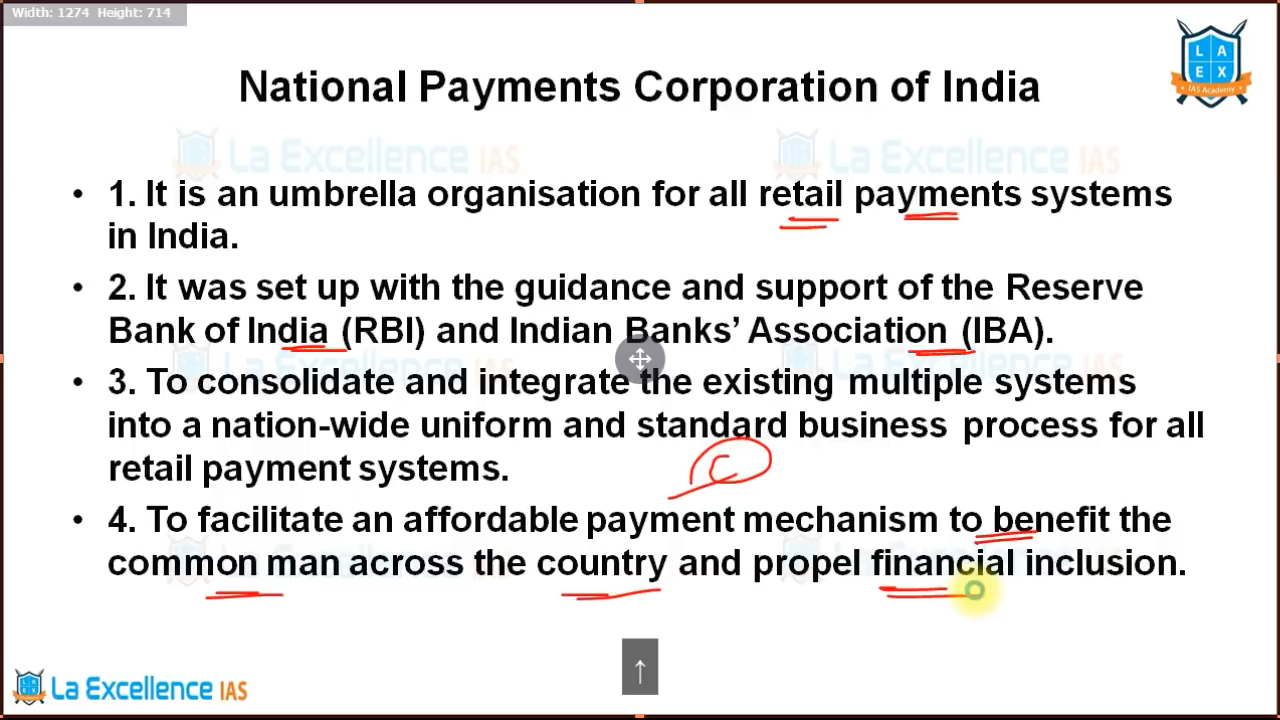 Width: 1274 Height: 714
L A
E X
IAS Academy
National Payments Corporation of India
La Excellence IAS La Excellence IAS
• 1. It is an umbrella organisation for all retail payments systems
in India.
• 2. It was set up with the guidance and support of the Reserve
Bank of India (RBI) and Indian Banks’ Association (IBA).
• 3. To consolidate and integrate the existing multiple systems
into a nation-wide uniform and standard business process for all
retail payment systems.
• 4. To facilitate an affordable payment mechanism to benefit the
common man across the country and propel financial inclusion.
La Excellence IAS